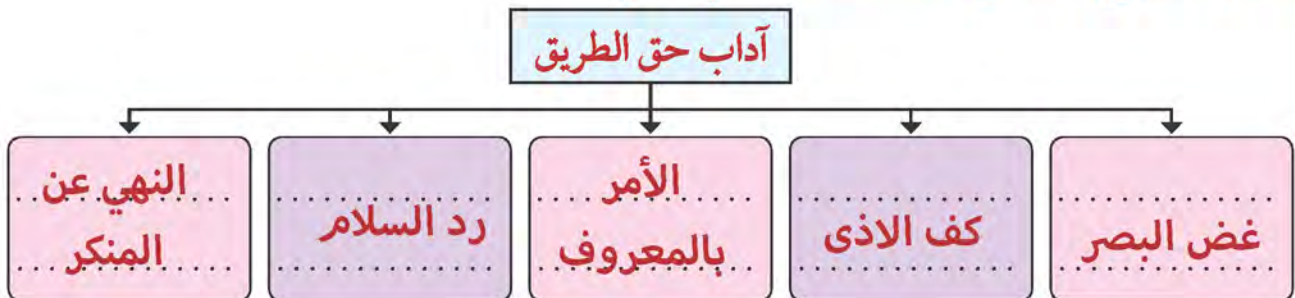 آداب حق الطريق
غض البصر
كف الاذى
الأمر
بالمعروف
رد السلام
النهي عن
المنكر